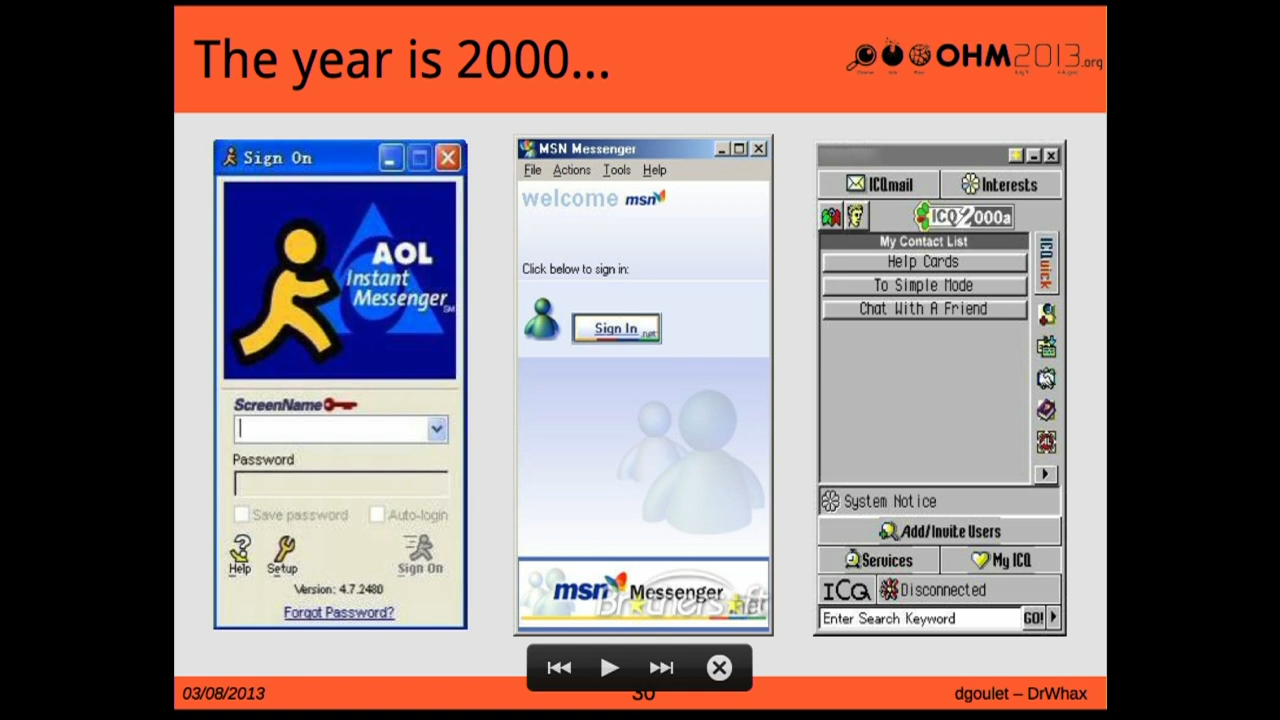 The year is 2000...
OHM2013.org
Sign On
AOL
Instant
Messenger
SM
ScreenName
Password
Save password
Auto-login
Help
Setup
Sign On
Version: 4.7.2480
Forgot Password?
MSN Messenger
File Actions Tools Help
welcome msn
Click below to sign in:
Sign In .net
msn Messenger
ICQmail
Interests
ICQ 2000a
My Contact List
Help Cards
To Simple Mode
Chat With A Friend
ICQuick
System Notice
Add/Invite Users
Services
My ICQ
ICQ
Disconnected
Enter Search Keyword
GO!
03/08/2013
30
dgoulet – DrWhax